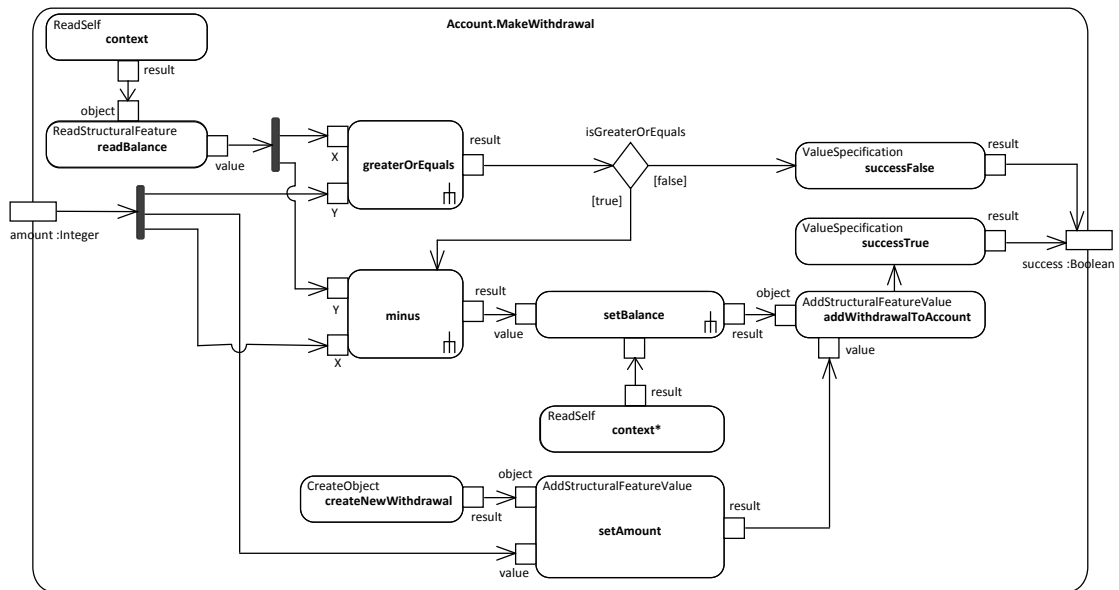 Account.MakeWithdrawal
ReadSelf
context
result
object
ReadStructuralFeature
readBalance
value
X
Y
greaterOrEquals
result
isGreaterOrEquals
[false]
[true]
ValueSpecification
successFalse
result
amount :Integer
ValueSpecification
successTrue
result
success :Boolean
Y
X
minus
result
value
setBalance
result
object
AddStructuralFeatureValue
addWithdrawalToAccount
value
result
ReadSelf
context*
CreateObject
createNewWithdrawal
result
object
AddStructuralFeatureValue
setAmount
value
result